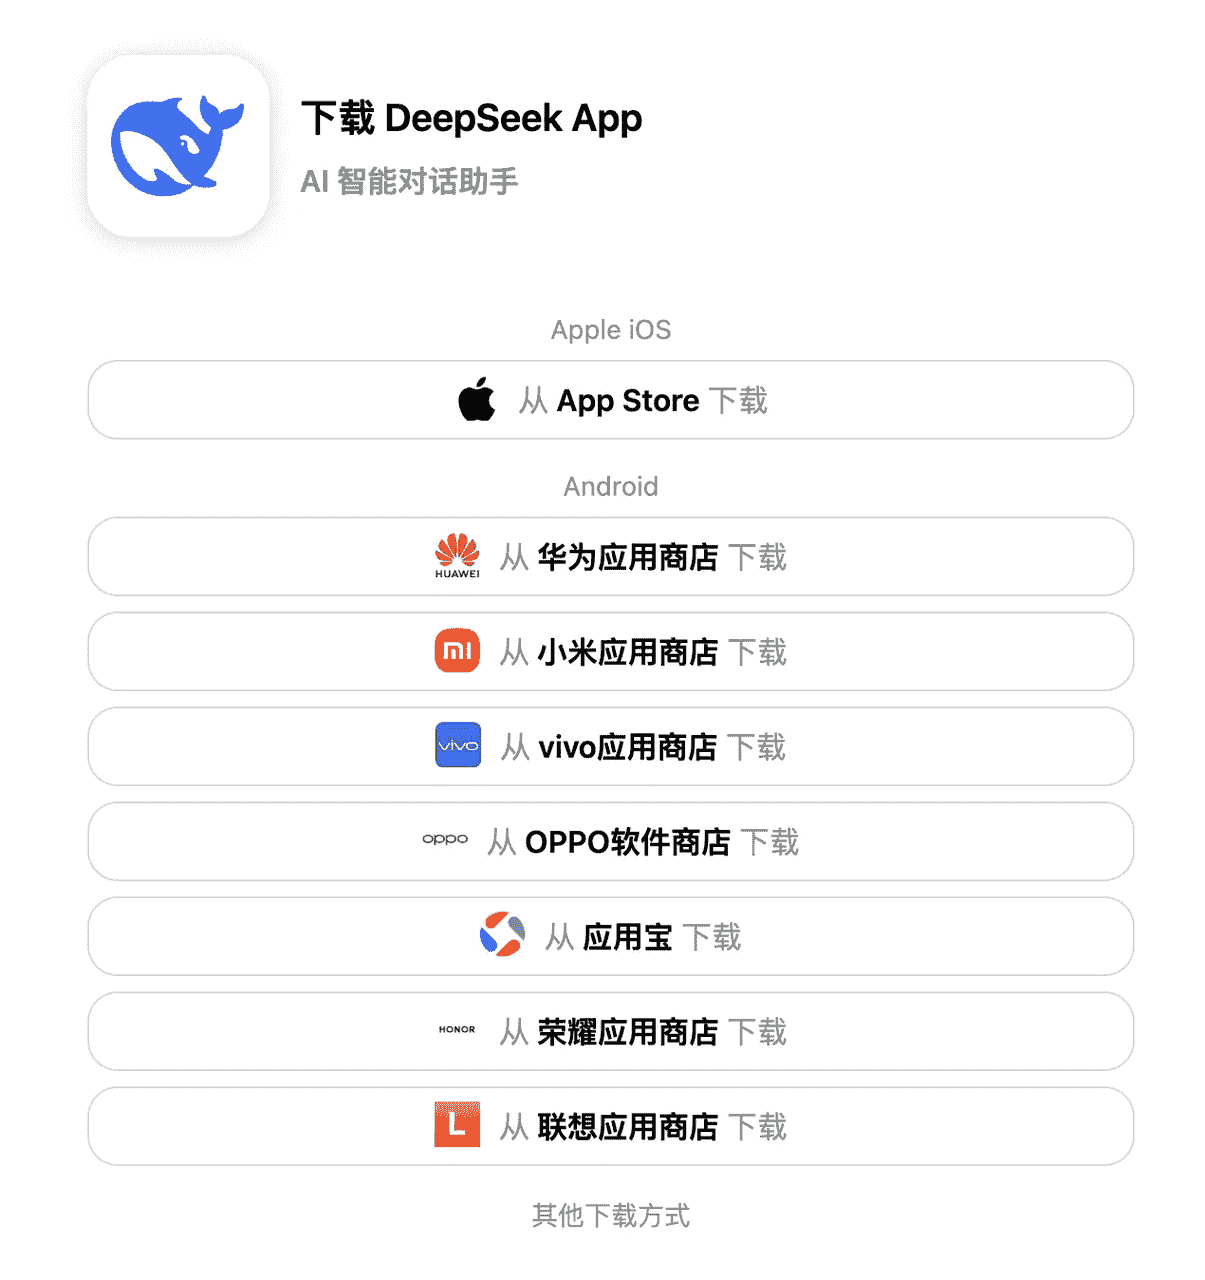 下载 DeepSeek App
AI 智能对话助手
Apple iOS
从 App Store 下载
Android
HUAWEI 从 华为应用商店 下载
mi 从 小米应用商店 下载
vivo 从 vivo应用商店 下载
oppo 从 OPPO软件商店 下载
从 应用宝 下载
HONOR 从 荣耀应用商店 下载
L 从 联想应用商店 下载
其他下载方式